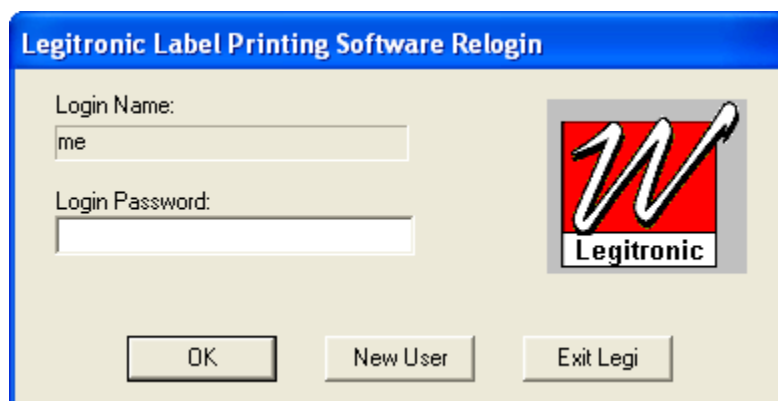 Legitronic Label Printing Software Relogin
Login Name:
me
Login Password:
W
Legitronic
OK New User Exit Legi